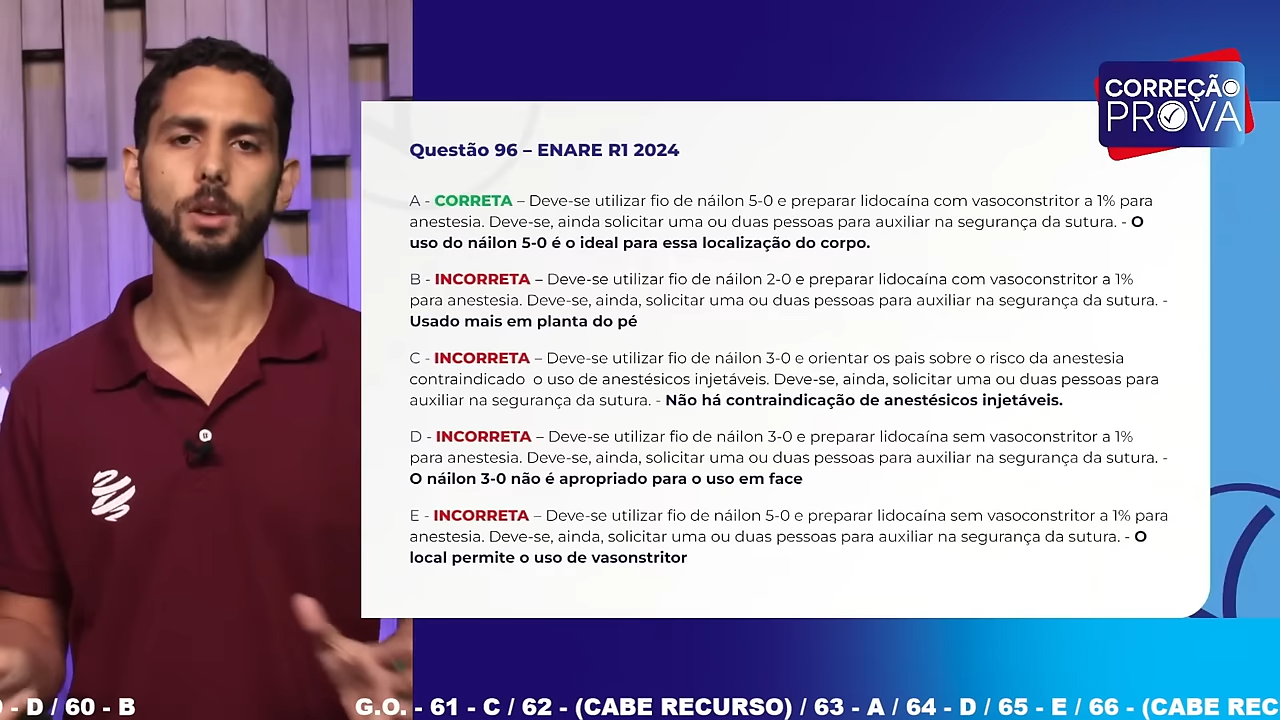 CORREÇÃO
PROVA
Questão 96 – ENARE R1 2024
A - CORRETA – Deve-se utilizar fio de náilon 5-0 e preparar lidocaína com vasoconstritor a 1% para
anestesia. Deve-se, ainda solicitar uma ou duas pessoas para auxiliar na segurança da sutura. - O
uso do náilon 5-0 é o ideal para essa localização do corpo.
B - INCORRETA – Deve-se utilizar fio de náilon 2-0 e preparar lidocaína com vasoconstritor a 1%
para anestesia. Deve-se, ainda, solicitar uma ou duas pessoas para auxiliar na segurança da sutura. -
Usado mais em planta do pé
C - INCORRETA – Deve-se utilizar fio de náilon 3-0 e orientar os pais sobre o risco da anestesia
contraindicado o uso de anestésicos injetáveis. Deve-se, ainda, solicitar uma ou duas pessoas para
auxiliar na segurança da sutura. - Não há contraindicação de anestésicos injetáveis.
D - INCORRETA – Deve-se utilizar fio de náilon 3-0 e preparar lidocaína sem vasoconstritor a 1%
para anestesia. Deve-se, ainda, solicitar uma ou duas pessoas para auxiliar na segurança da sutura. -
O náilon 3-0 não é apropriado para o uso em face
E - INCORRETA – Deve-se utilizar fio de náilon 5-0 e preparar lidocaína sem vasoconstritor a 1% para
anestesia. Deve-se, ainda, solicitar uma ou duas pessoas para auxiliar na segurança da sutura. - O
local permite o uso de vasonstritor
- D / 60 - B G.O. - 61 - C / 62 - (CABE RECURSO) / 63 - A / 64 - D / 65 - E / 66 - (CABE REC